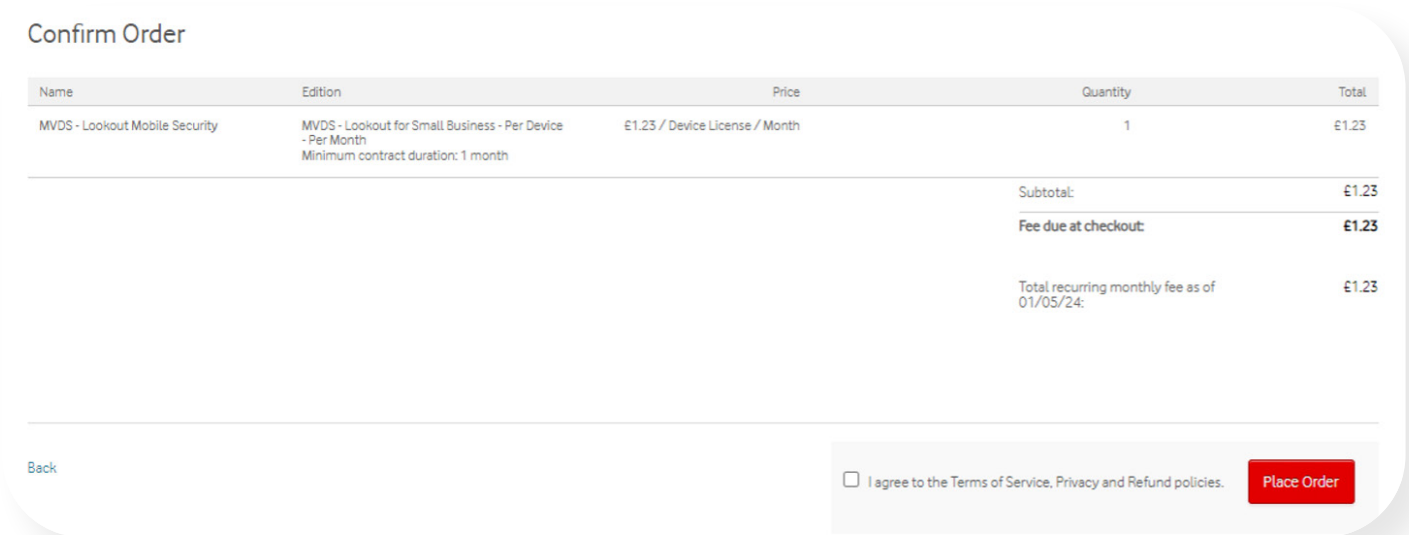 Confirm Order
Name Edition Price Quantity Total
MVDS - Lookout Mobile Security MVDS - Lookout for Small Business - Per Device £1.23 / Device License / Month 1 £1.23
- Per Month
Minimum contract duration: 1 month
Subtotal: £1.23
Fee due at checkout: £1.23
Total recurring monthly fee as of £1.23
01/05/24:
Back
I agree to the Terms of Service, Privacy and Refund policies. Place Order